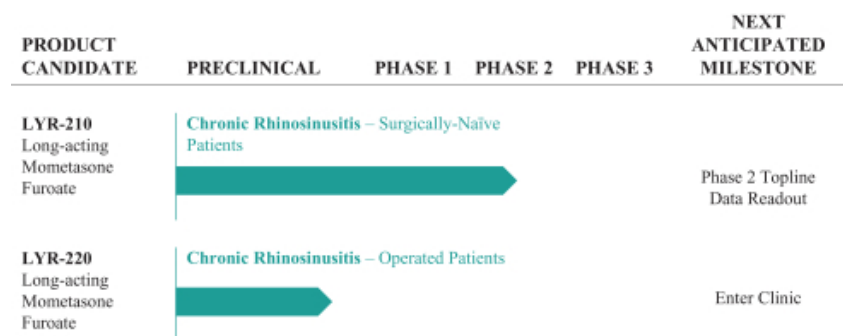 PRODUCT CANDIDATE
PRECLINICAL
PHASE 1
PHASE 2
PHASE 3
NEXT ANTICIPATED MILESTONE
LYR-210
Long-acting
Mometasone
Furoate
Chronic Rhinosinusitis – Surgically-Naïve
Patients
Phase 2 Topline
Data Readout
LYR-220
Long-acting
Mometasone
Furoate
Chronic Rhinosinusitis – Operated Patients
Enter Clinic